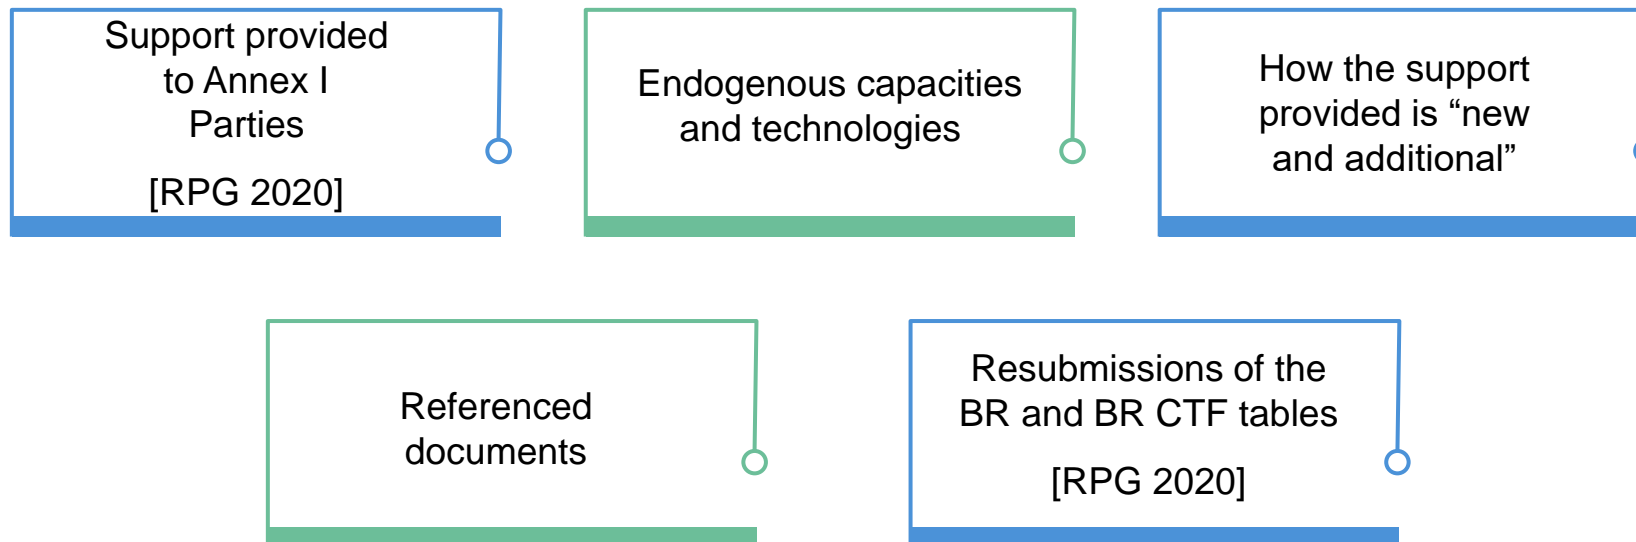 Support provided
to Annex I
Parties
[RPG 2020]
Endogenous capacities
and technologies
How the support
provided is “new
and additional”
Referenced
documents
Resubmissions of the
BR and BR CTF tables
[RPG 2020]